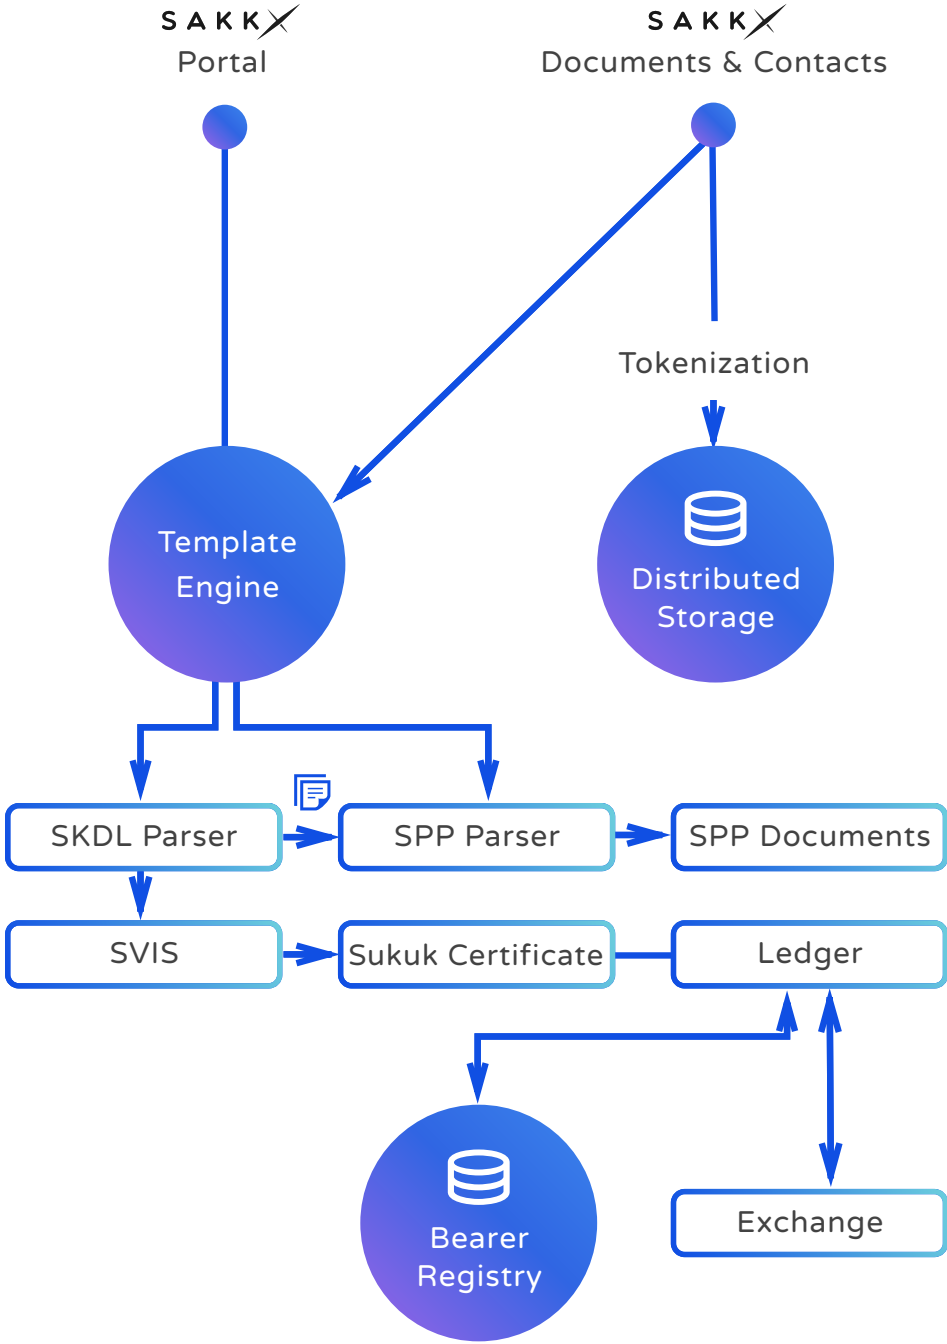 SAKKX
Portal
SAKKX
Documents & Contacts
Tokenization
Template
Engine
Distributed
Storage
SKDL Parser
SPP Parser
SPP Documents
SVIS
Sukuk Certificate
Ledger
Bearer
Registry
Exchange